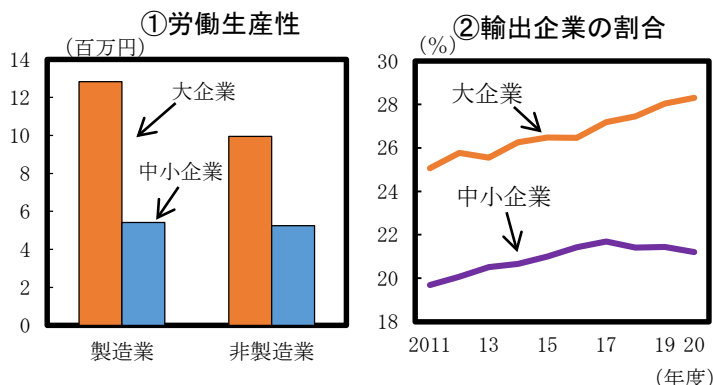 ①労働生産性
(百万円)
14
12
10
8
6
4
2
0
大企業
中小企業
製造業
非製造業
②輸出企業の割合
(%)
30
28
26
24
22
20
18
大企業
中小企業
2011 13 15 17 19 20
(年度)